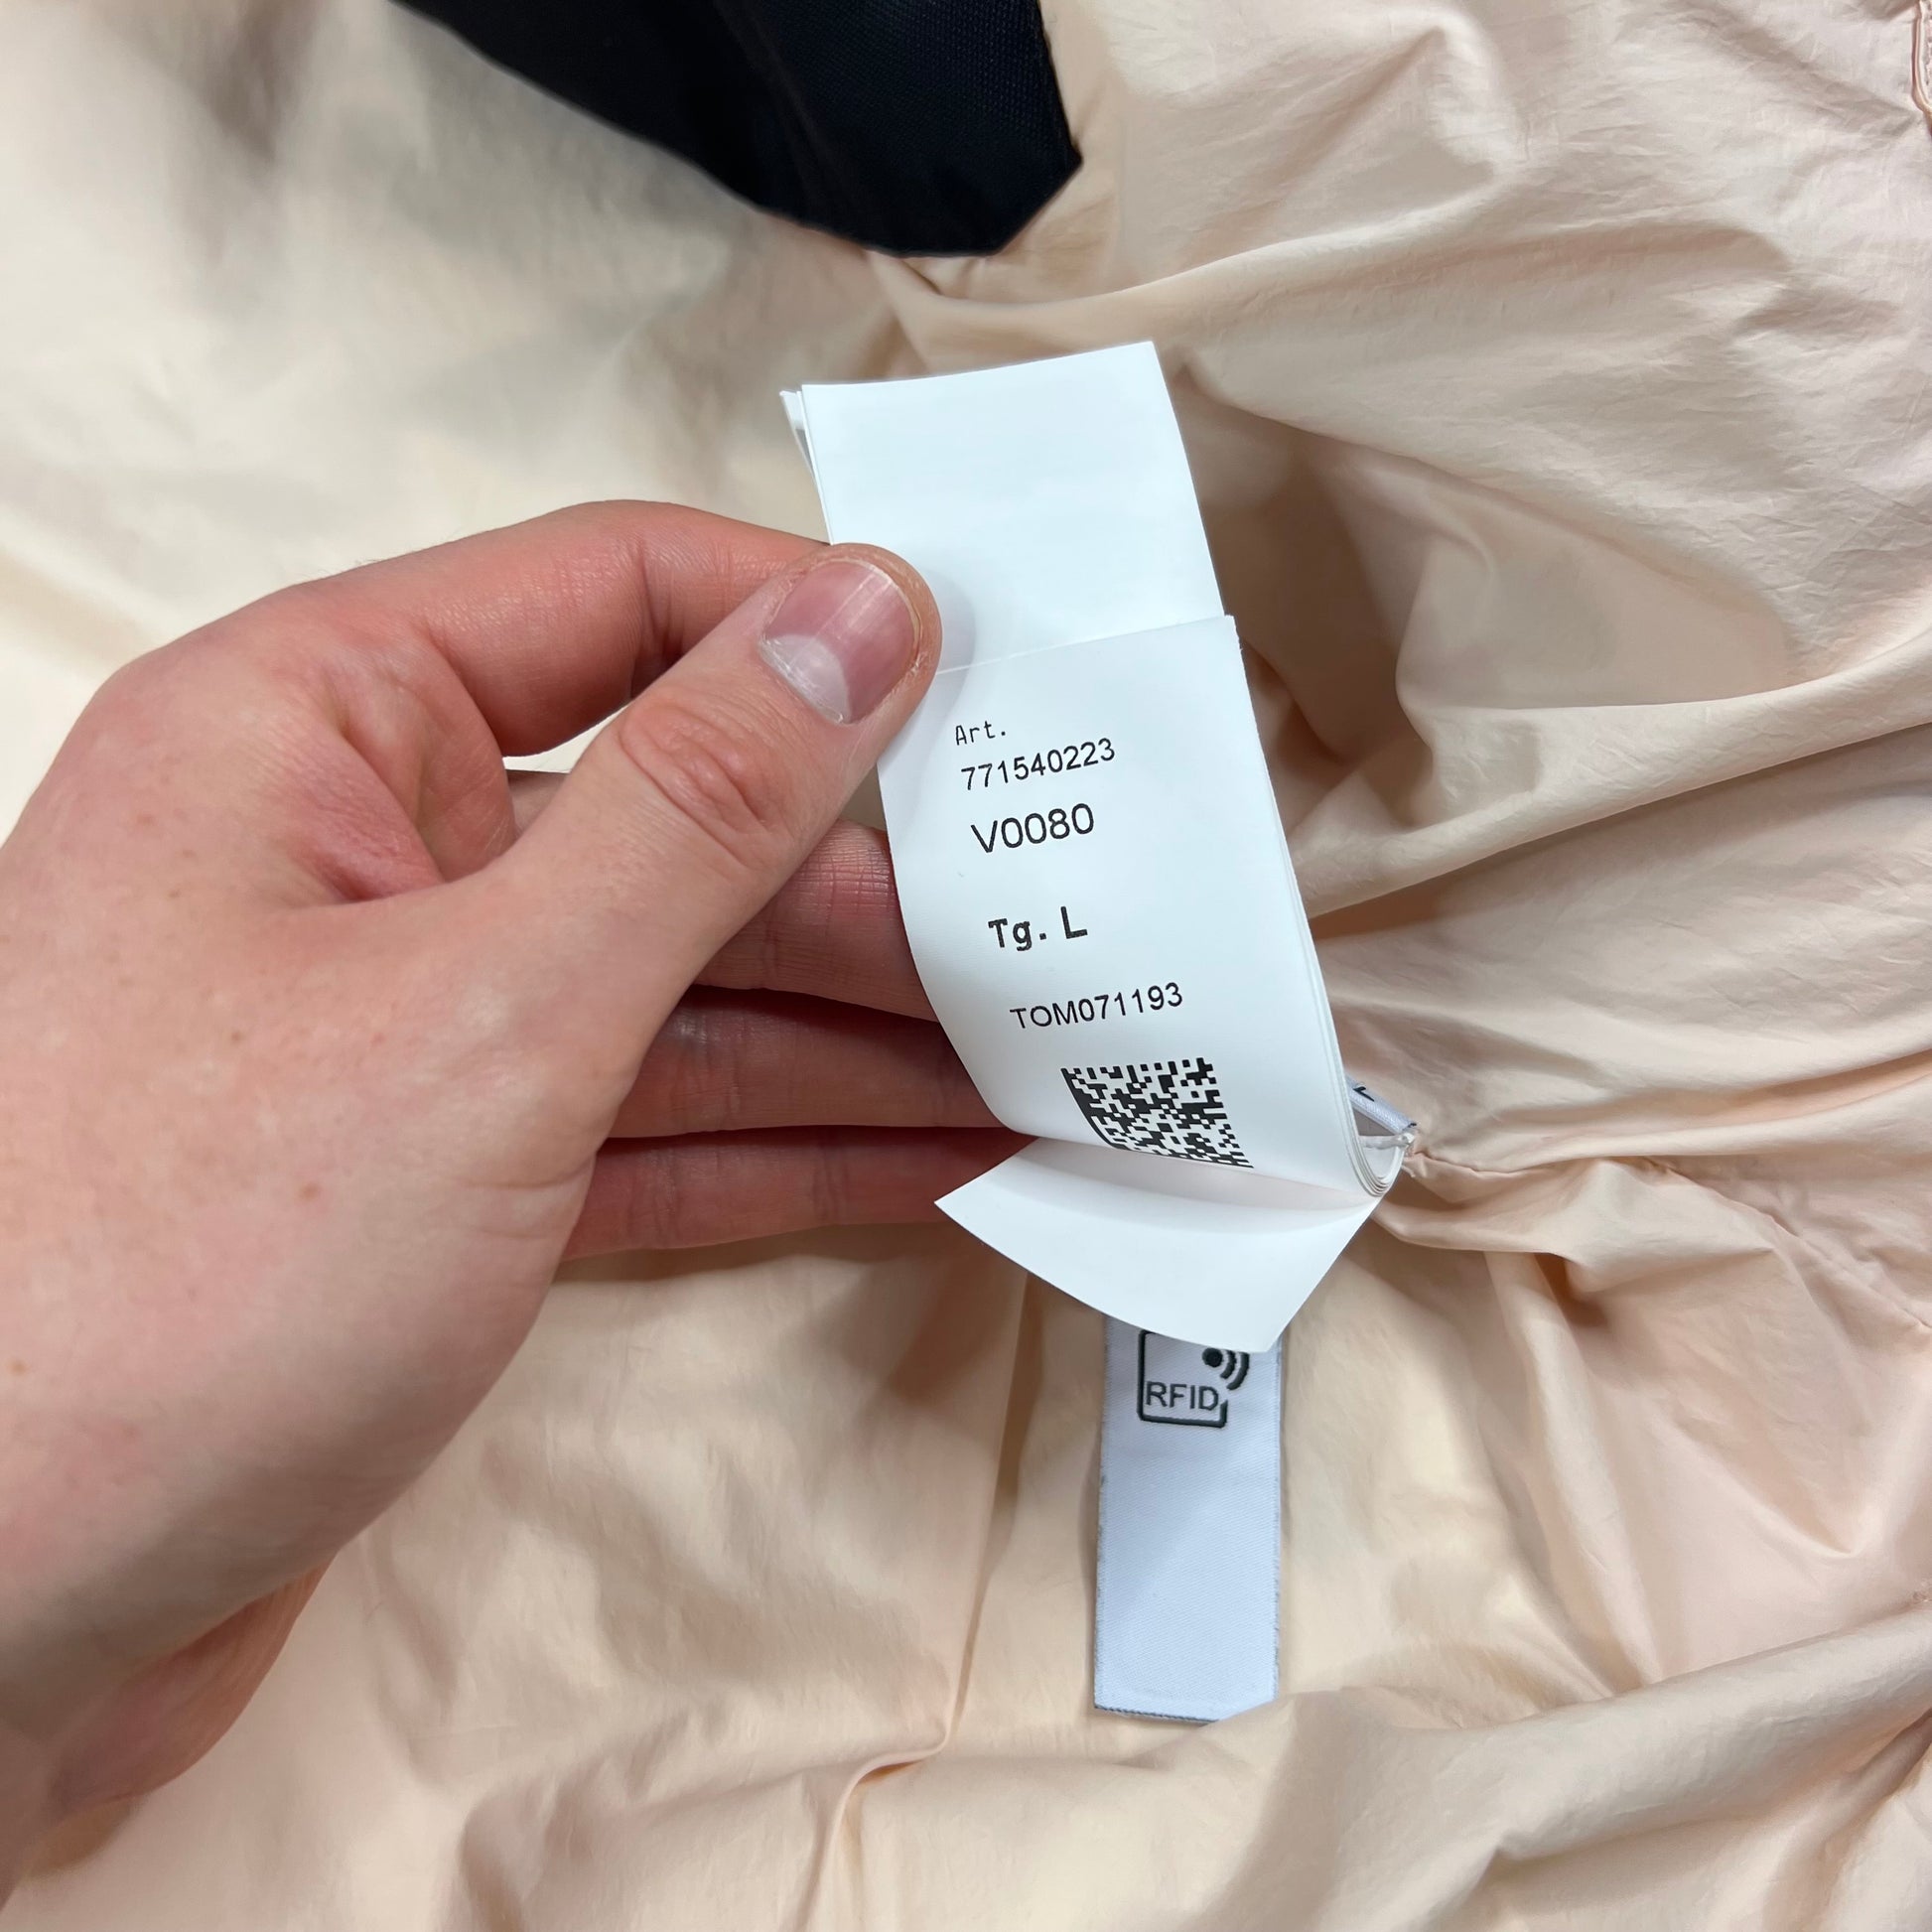 Art.
771540223
V0080
Tg. L
TOM071193
RFID